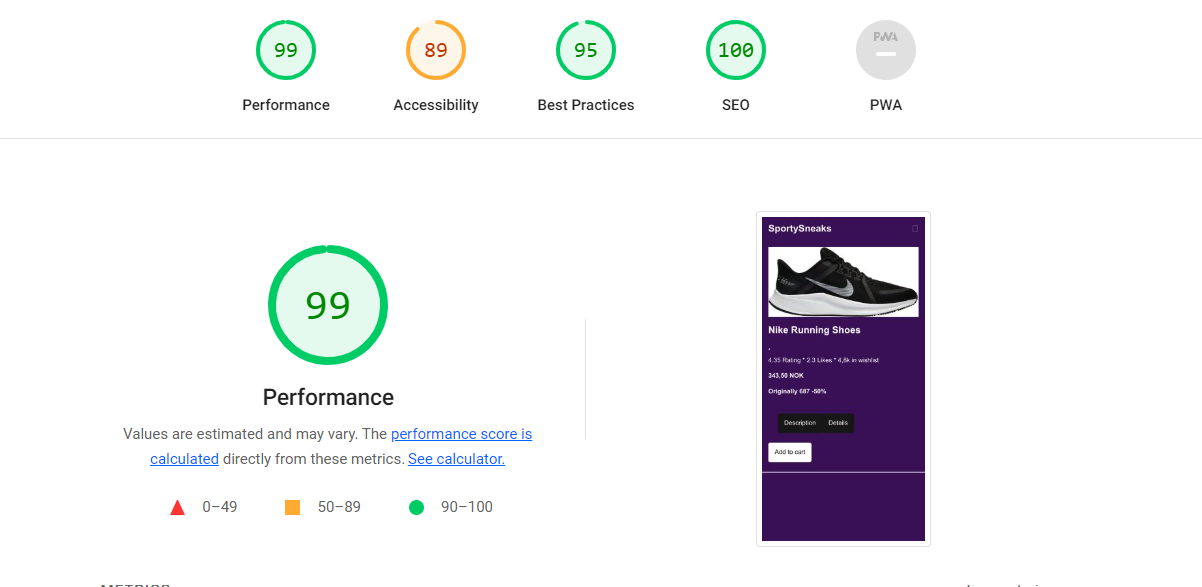 99
89
95
100
PWA
Performance
Accessibility
Best Practices
SEO
PWA
99
Performance
Values are estimated and may vary. The performance score is
calculated directly from these metrics. See calculator.
0–49
50–89
90–100
SportySneaks
Nike Running Shoes
4.35 Rating * 2.3 Likes * 4,8k in wishlist
343,50 NOK
Originally 687 -50%
Description Details
Add to cart
METRICS